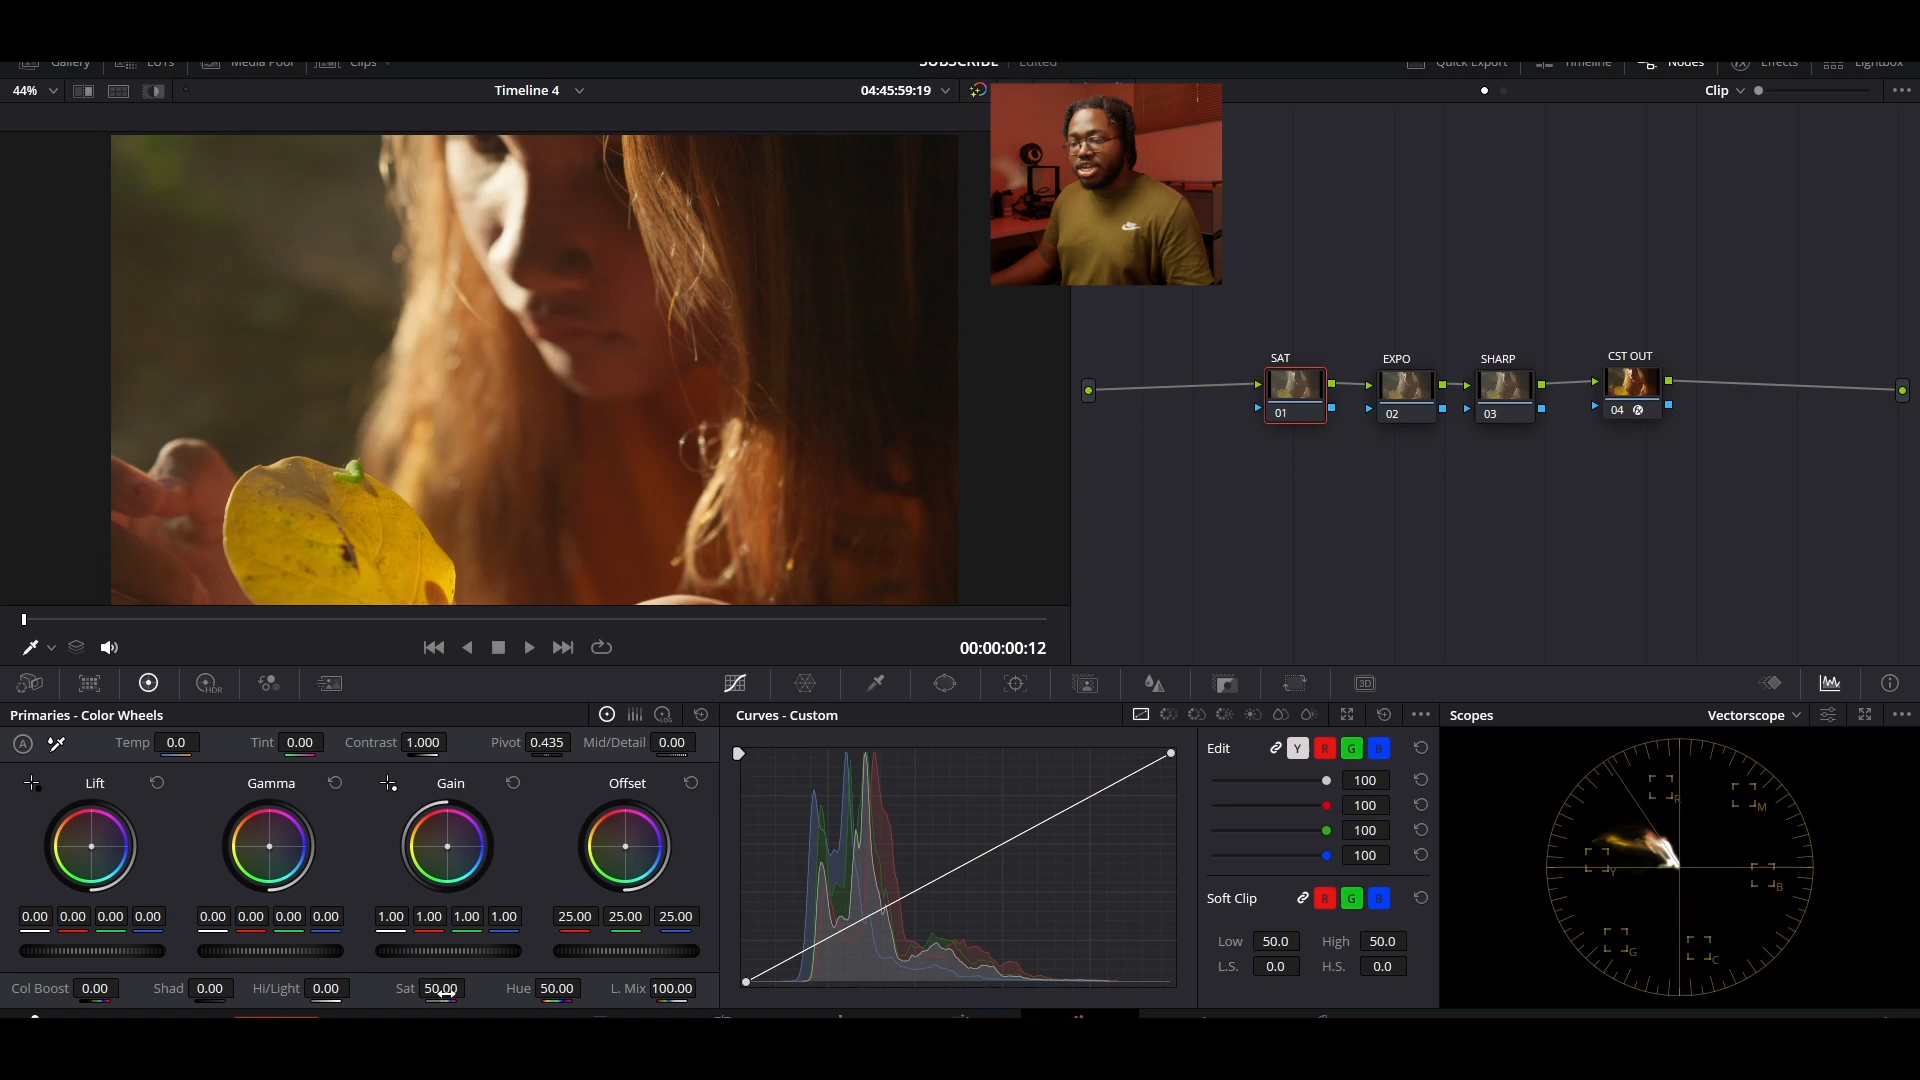 Gallery LUTs Media Pool Clips SUBSCRIBE Edited Quick Export Timeline Nodes Effects Lightbox
44% Timeline 4 04:45:59:19 Clip
SAT EXPO SHARP CST OUT
01 02 03 04
00:00:00:12
HDR 3D
Primaries - Color Wheels LOG Curves - Custom Scopes Vectorscope
A Temp 0.0 Tint 0.00 Contrast 1.000 Pivot 0.435 Mid/Detail 0.00 Edit Y R G B
Lift Gamma Gain Offset
100
100
100
100
R M Y B G C
Soft Clip R G B
0.00 0.00 0.00 0.00 0.00 0.00 0.00 0.00 1.00 1.00 1.00 1.00 25.00 25.00 25.00
Low 50.0 High 50.0
L.S. 0.0 H.S. 0.0
Col Boost 0.00 Shad 0.00 Hi/Light 0.00 Sat 50.00 Hue 50.00 L. Mix 100.00